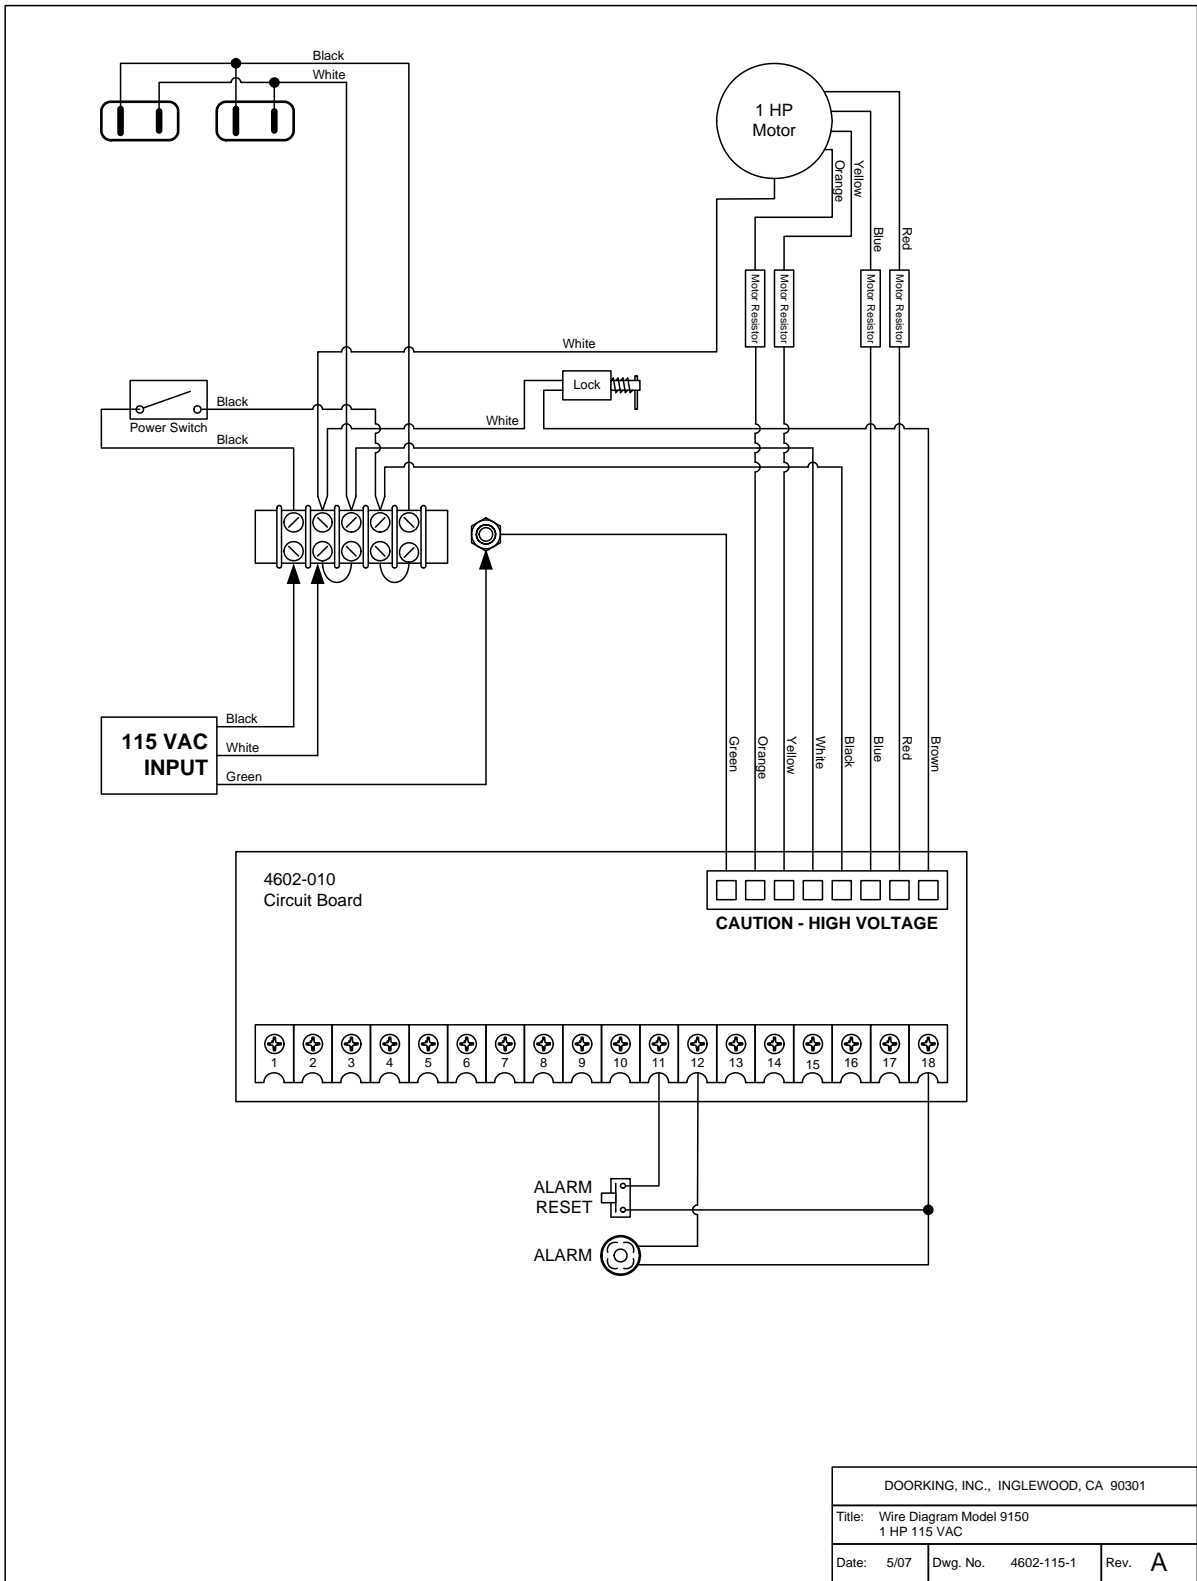 Black
White
1 HP
Motor
Orange
Yellow
Blue
Red
Motor Resistor
Motor Resistor
Motor Resistor
Motor Resistor
White
Lock
Black
White
Power Switch
Black
115 VAC
INPUT
Black
White
Green
Green
Orange
Yellow
White
Black
Blue
Red
Brown
4602-010
Circuit Board
CAUTION - HIGH VOLTAGE
1 2 3 4 5 6 7 8 9 10 11 12 13 14 15 16 17 18
ALARM
RESET
ALARM
DOORKING, INC., INGLEWOOD, CA 90301
Title: Wire Diagram Model 9150
1 HP 115 VAC
Date: 5/07 Dwg. No. 4602-115-1 Rev. A